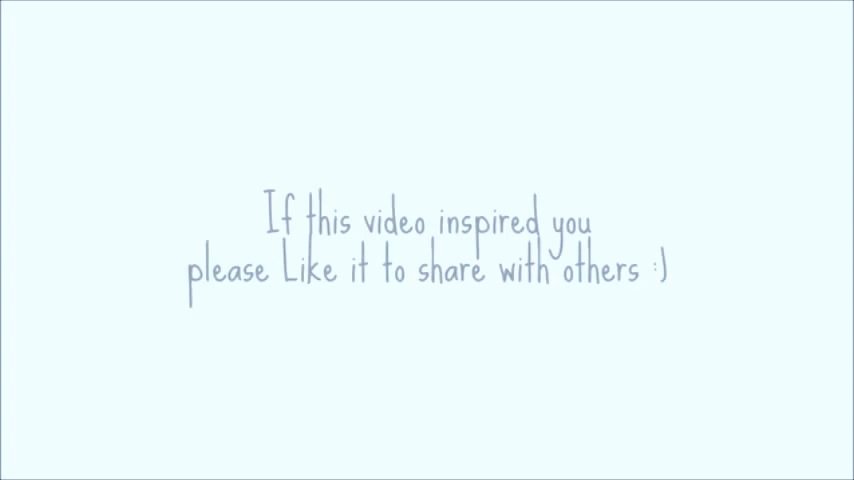 If this video inspired you
please Like it to share with others :)